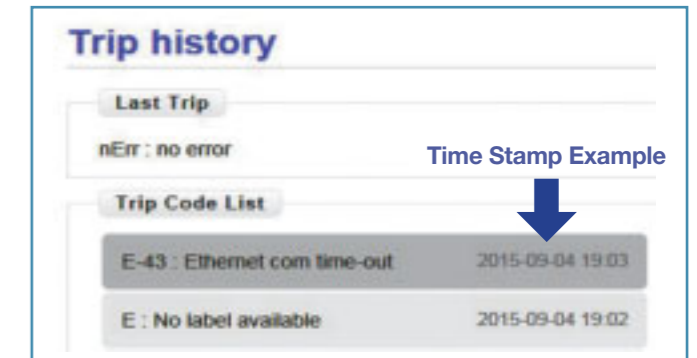 Trip history
Last Trip
nErr : no error
Time Stamp Example
Trip Code List
E-43 : Ethernet com time-out 2015-09-04 19:03
E : No label available 2015-09-04 19:02